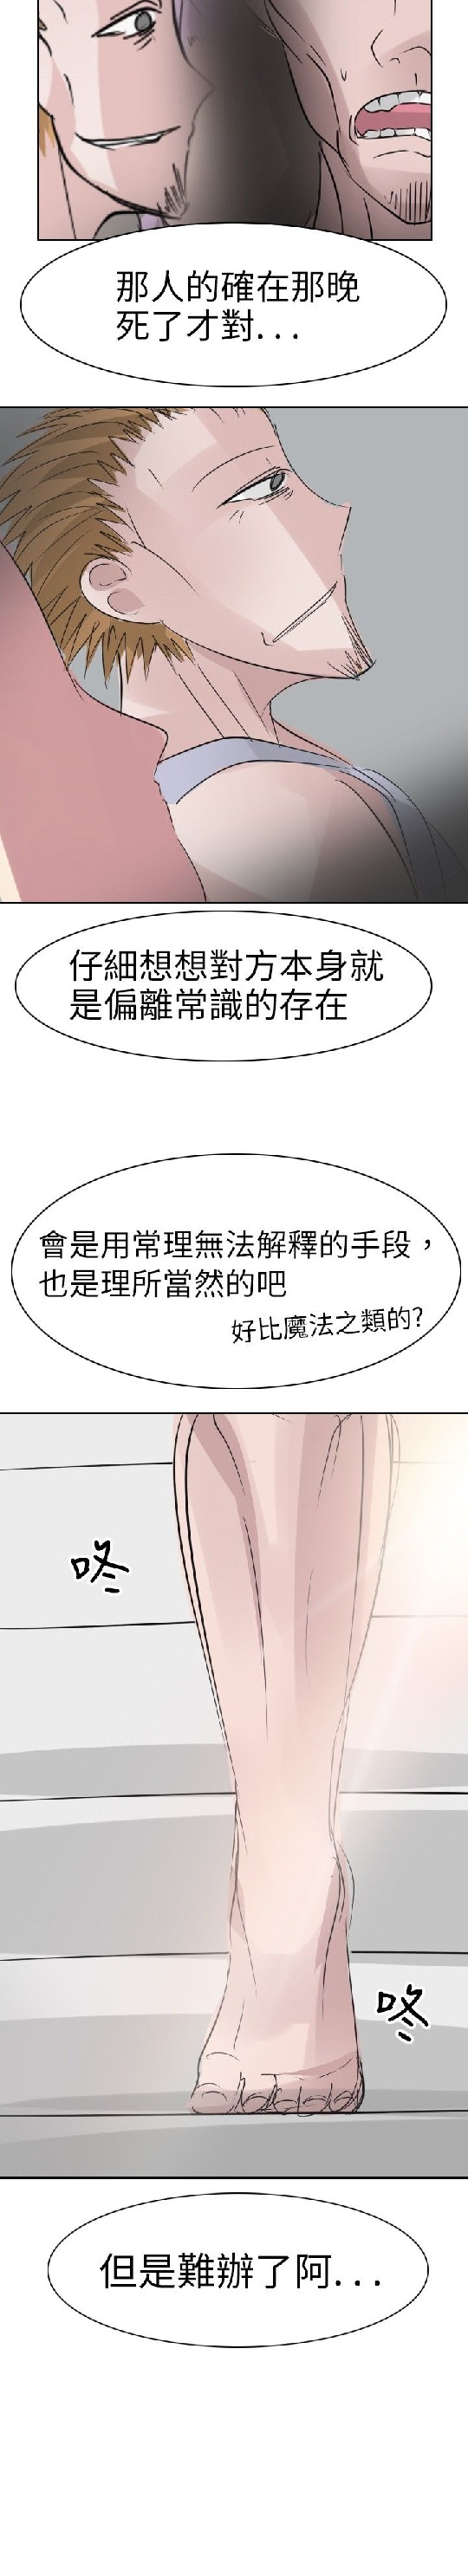 那人的確在那晚
死了才對...
仔細想想對方本身就
是偏離常識的存在
會是用常理無法解釋的手段，
也是理所當然的吧
好比魔法之類的?
咚
咚
但是難辦了阿...